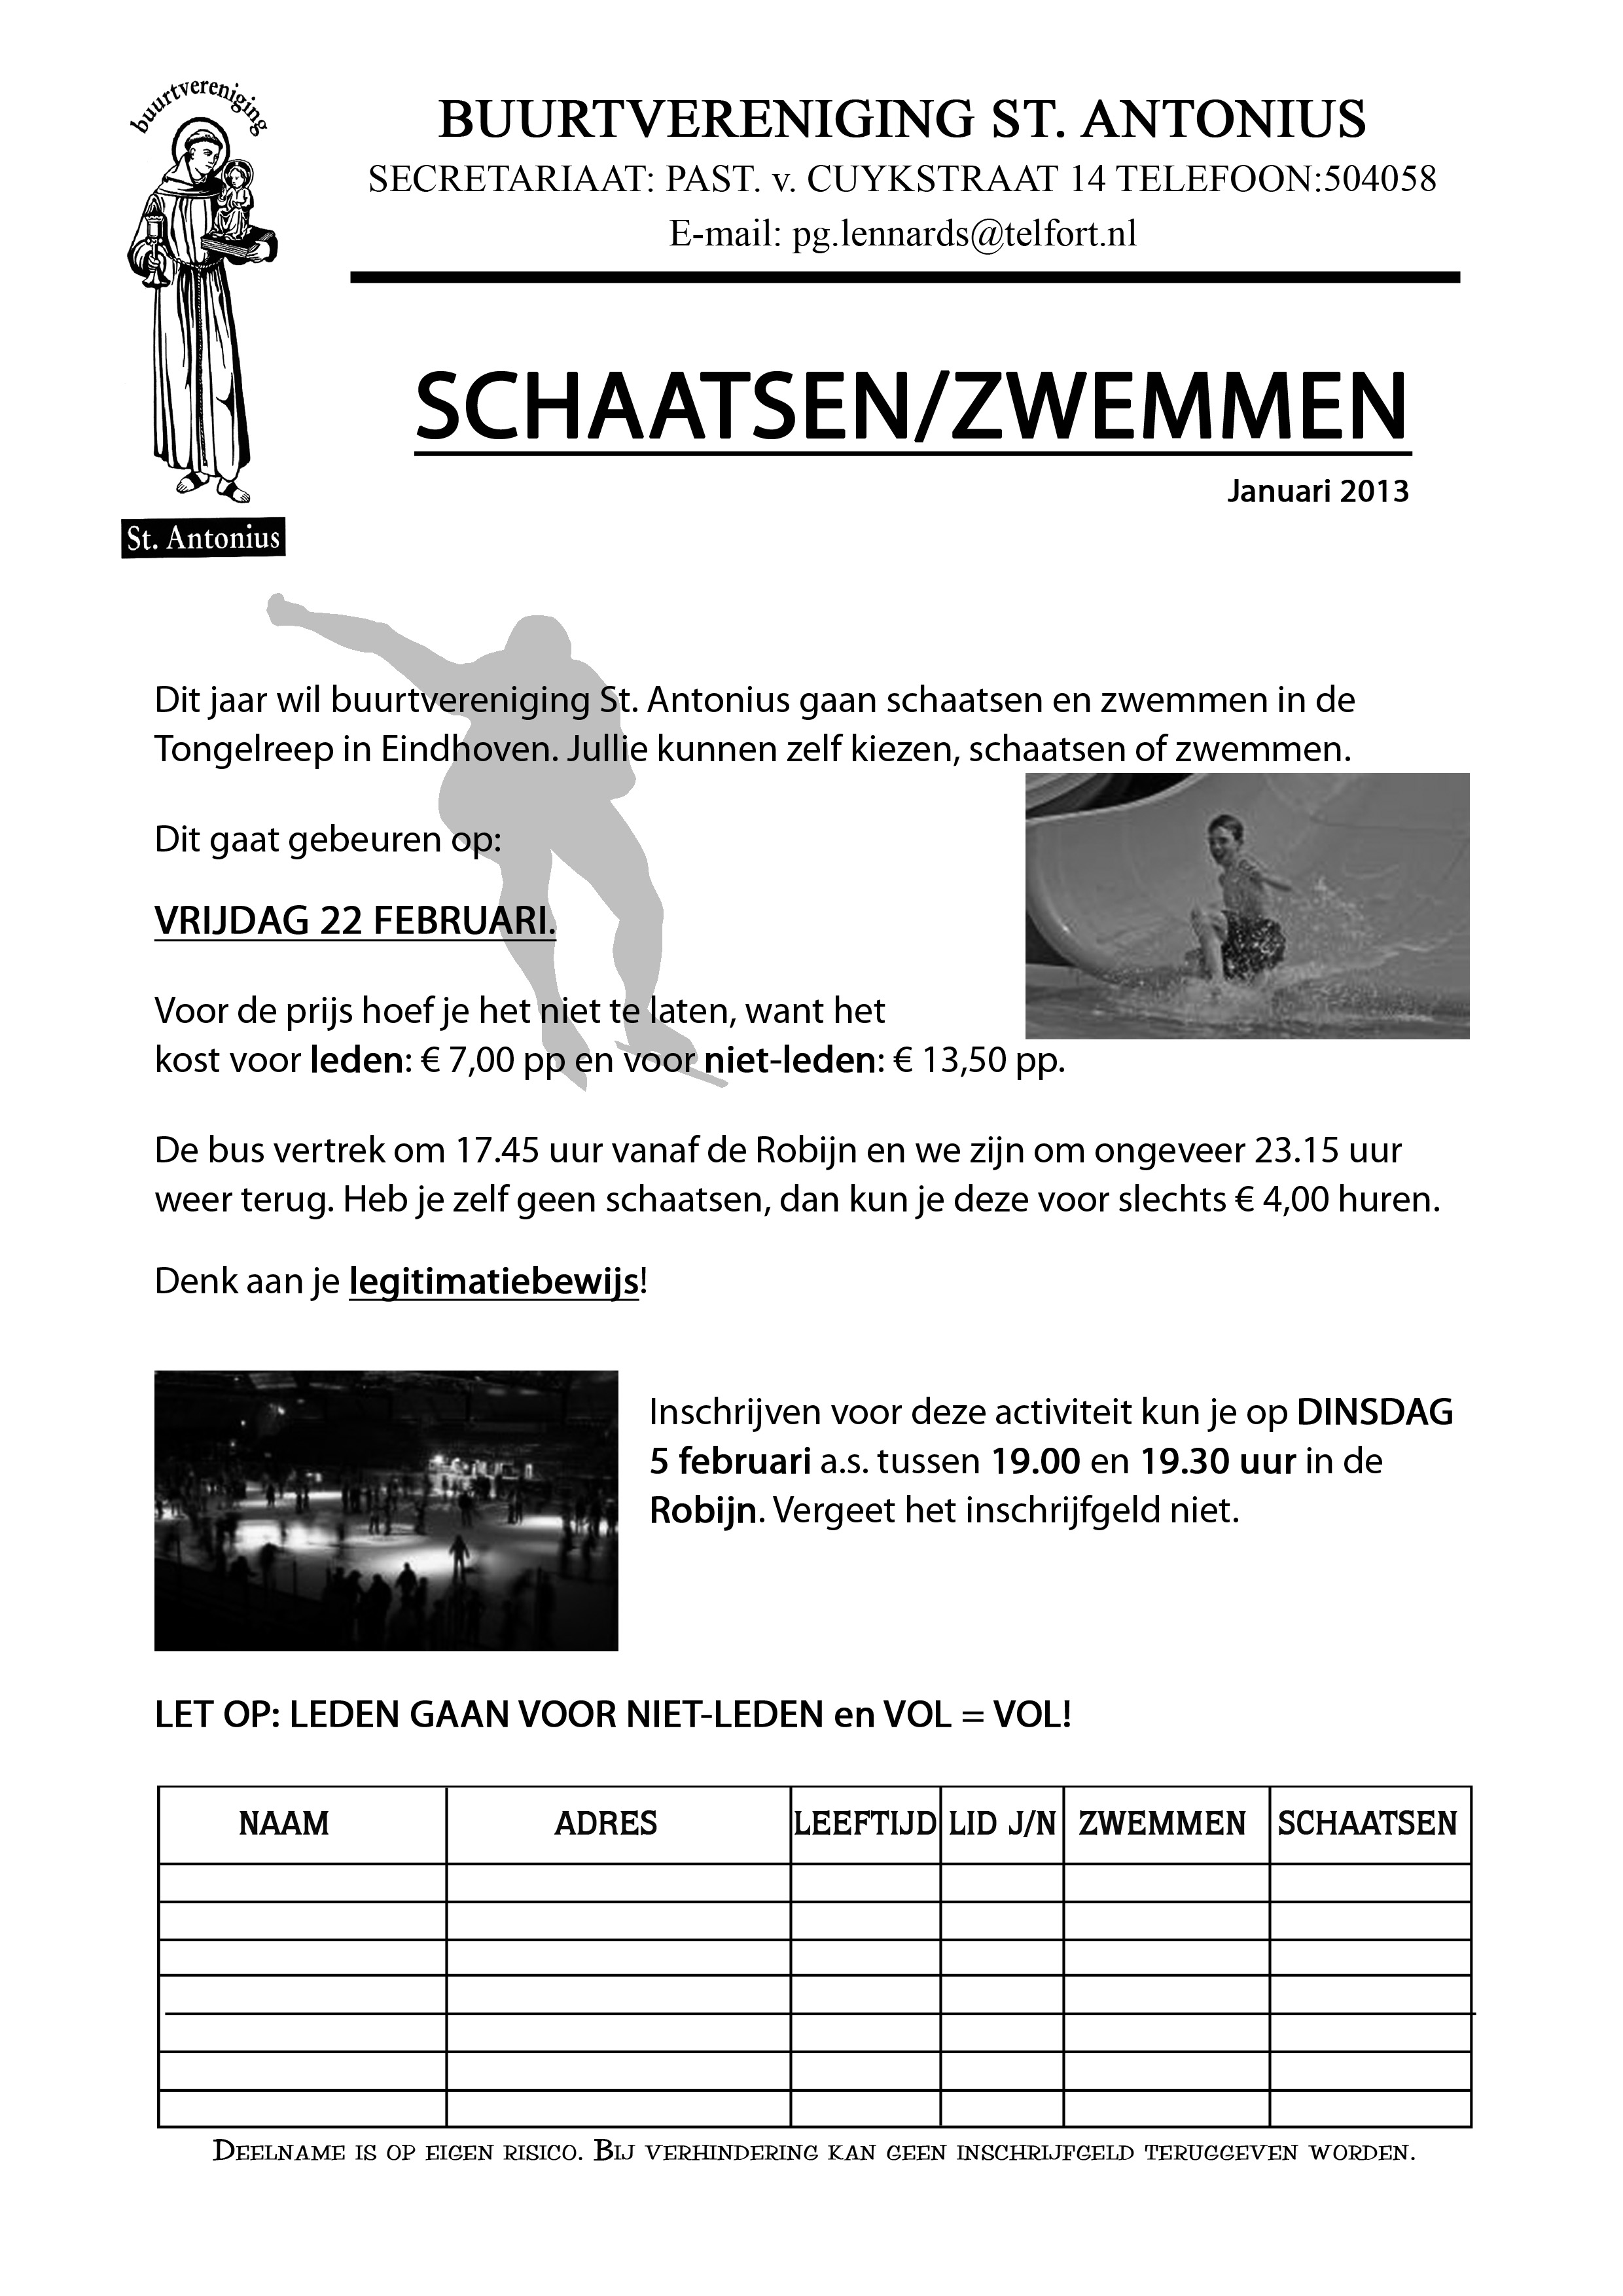 buurtvereniging
St. Antonius
BUURTVERENIGING ST. ANTONIUS
SECRETARIAAT: PAST. v. CUYKSTRAAT 14 TELEFOON:504058
E-mail: pg.lennards@telfort.nl
SCHAATSEN/ZWEMMEN
Januari 2013
Dit jaar wil buurtvereniging St. Antonius gaan schaatsen en zwemmen in de
Tongelreep in Eindhoven. Jullie kunnen zelf kiezen, schaatsen of zwemmen.
Dit gaat gebeuren op:
VRIJDAG 22 FEBRUARI.
Voor de prijs hoef je het niet te laten, want het
kost voor leden: € 7,00 pp en voor niet-leden: € 13,50 pp.
De bus vertrek om 17.45 uur vanaf de Robijn en we zijn om ongeveer 23.15 uur
weer terug. Heb je zelf geen schaatsen, dan kun je deze voor slechts € 4,00 huren.
Denk aan je legitimatiebewijs!
Inschrijven voor deze activiteit kun je op DINSDAG
5 februari a.s. tussen 19.00 en 19.30 uur in de
Robijn. Vergeet het inschrijfgeld niet.
LET OP: LEDEN GAAN VOOR NIET-LEDEN en VOL = VOL!
NAAM ADRES LEEFTIJD LID J/N ZWEMMEN SCHAATSEN
DEELNAME IS OP EIGEN RISICO. BIJ VERHINDERING KAN GEEN INSCHRIJFGELD TERUGGEVEN WORDEN.